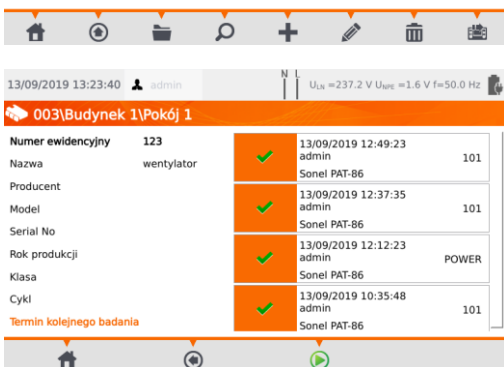 13/09/2019 13:23:40 admin N L U_LN =237.2 V U_NPE =1.6 V f=50.0 Hz
003\Budynek 1\Pokój 1
Numer ewidencyjny 123
Nazwa wentylator
Producent
Model
Serial No
Rok produkcji
Klasa
Cykl
Termin kolejnego badania
13/09/2019 12:49:23
admin 101
Sonel PAT-86
13/09/2019 12:37:35
admin 101
Sonel PAT-86
13/09/2019 12:12:23
admin POWER
Sonel PAT-86
13/09/2019 10:35:48
admin 101
Sonel PAT-86